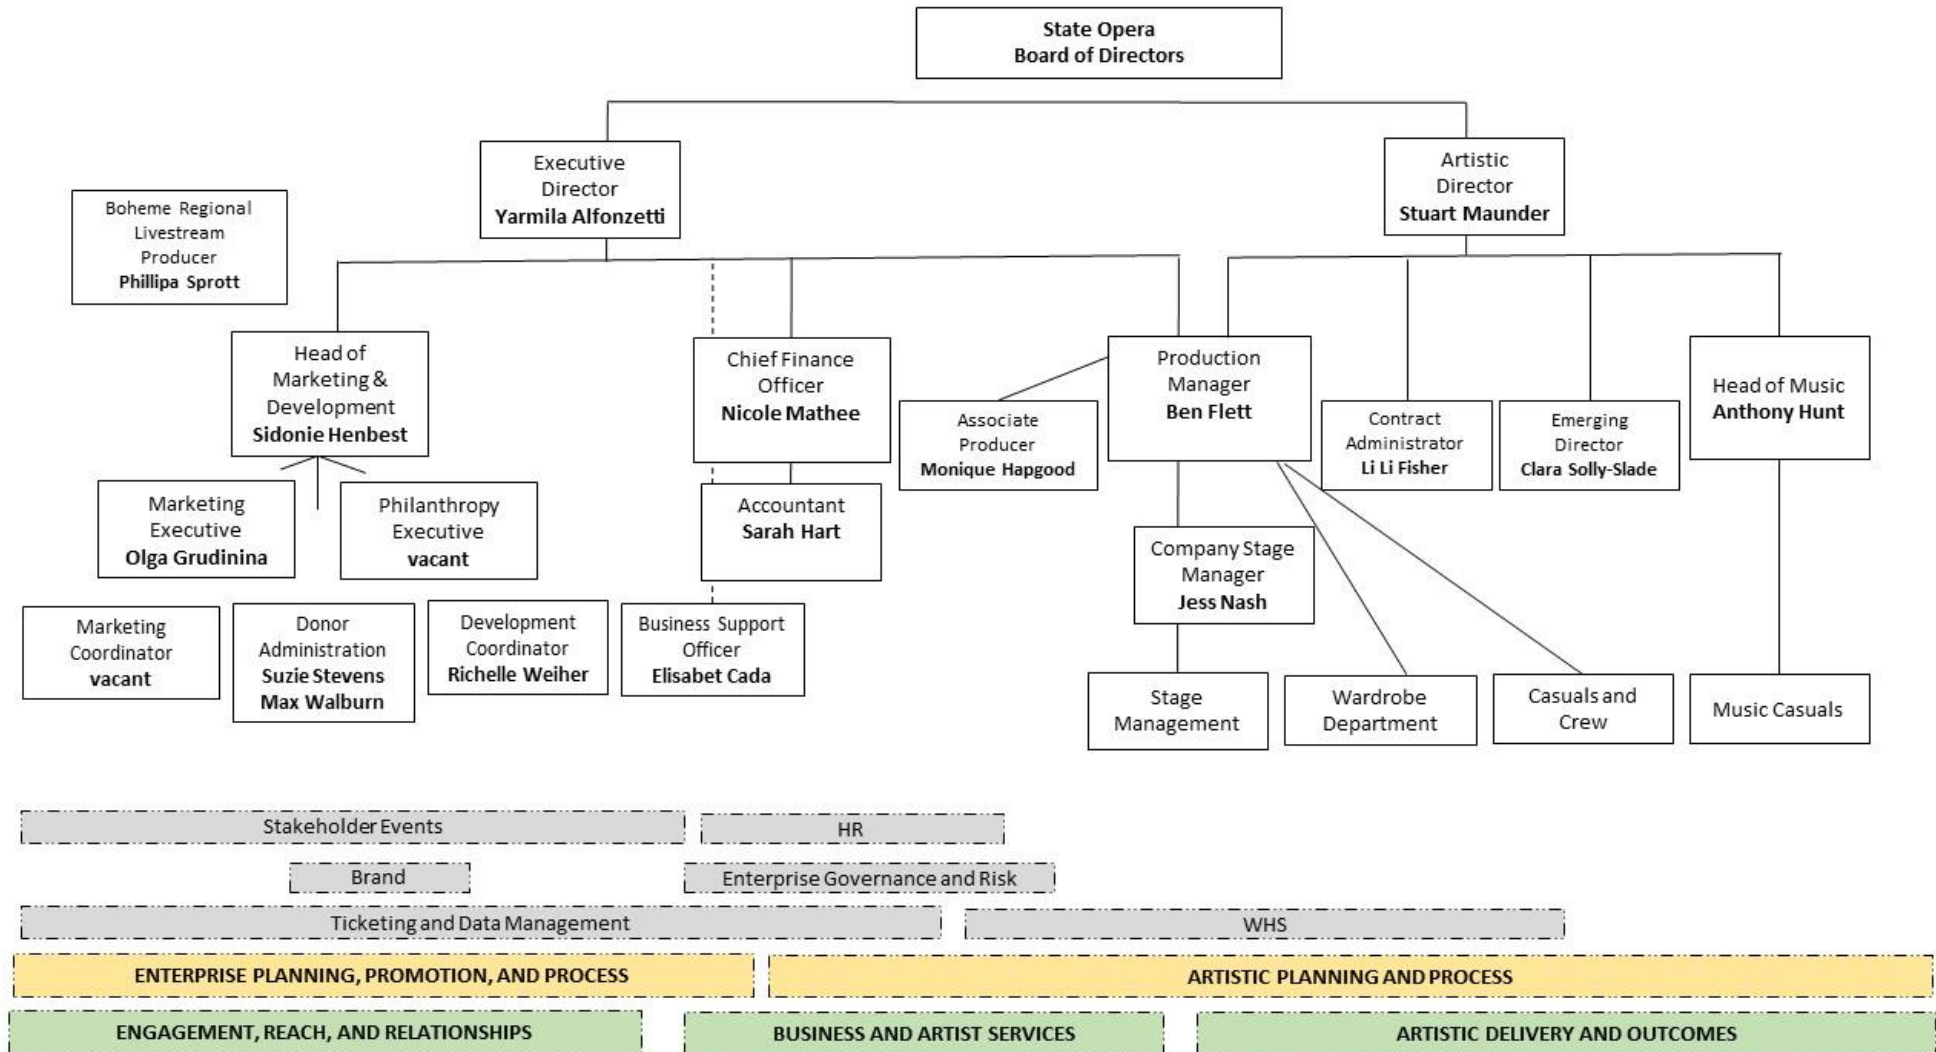 State Opera
Board of Directors
Executive
Director
Yarmila Alfonzetti
Artistic
Director
Stuart Maunder
Boheme Regional
Livestream
Producer
Phillipa Sprott
Head of
Marketing &
Development
Sidonie Henbest
Chief Finance
Officer
Nicole Mathee
Production
Manager
Ben Flett
Associate
Producer
Monique Hapgood
Contract
Administrator
Li Li Fisher
Emerging
Director
Clara Solly-Slade
Head of Music
Anthony Hunt
Marketing
Executive
Olga Grudinina
Philanthropy
Executive
vacant
Accountant
Sarah Hart
Company Stage
Manager
Jess Nash
Marketing
Coordinator
vacant
Donor
Administration
Suzie Stevens
Max Walburn
Development
Coordinator
Richelle Weiher
Business Support
Officer
Elisabet Cada
Stage
Management
Wardrobe
Department
Casuals and
Crew
Music Casuals
Stakeholder Events
HR
Brand
Enterprise Governance and Risk
Ticketing and Data Management
WHS
ENTERPRISE PLANNING, PROMOTION, AND PROCESS
ARTISTIC PLANNING AND PROCESS
ENGAGEMENT, REACH, AND RELATIONSHIPS
BUSINESS AND ARTIST SERVICES
ARTISTIC DELIVERY AND OUTCOMES